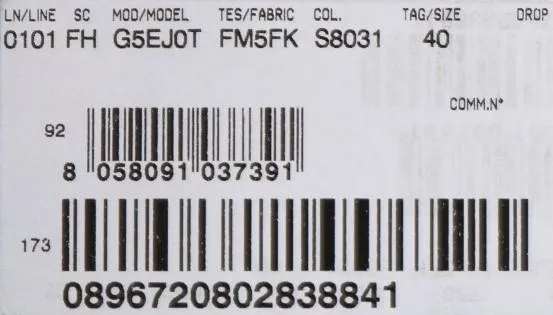 LN/LINE SC MOD/MODEL TES/FABRIC COL. TAG/SIZE DROP
0101 FH G5EJ0T FM5FK S8031 40
COMM.N°
92
8 058091 037391
173
0896720802838841